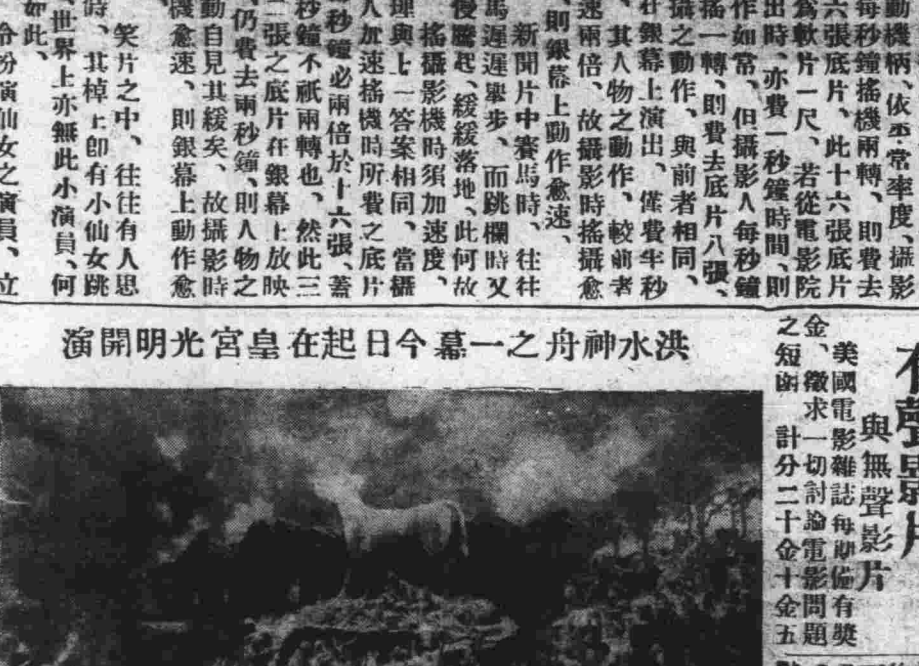 動機柄、依平常率度、攝影
每秒鐘搖機兩轉、則費去
六張底片、此十六張底片
爲軟片一尺、若從電影院
出時、亦費一秒鐘時間、則
作如常、但攝影人每秒鐘
搖一轉、則費去底片八張、
攝之動作、與前者相同、
在銀幕上演出、僅費半秒
、其人物之動作、較前者
速兩倍、故攝影時搖攝愈
、則銀幕上動作愈速、
新聞片中賽馬時、往往
馬遲遲舉步、而跳欄時又
慢騰起、緩緩落地、此何故
搖攝影機時須加速度、
理與上一答案相同、當攝
人加速搖機時所費之底片
秒鐘必兩倍於十六張、蓋
秒鐘不祇兩轉也、然此三
二張之底片在銀幕上放映
、仍費去兩秒鐘、則人物之
動自見其緩矣、故攝影時
機愈速、則銀幕上動作愈
笑片之中、往往有人思
時、其棹上卽有小仙女跳
、世界上亦無此小演員、何
如此、
令扮演仙女之演員、立
洪水神舟之一幕今日起在皇宮光明開演
有聲影片
與無聲影片
美國電影雜誌每期備有獎
金、徵求一切討論電影問題
之短函 計分二十金十金五